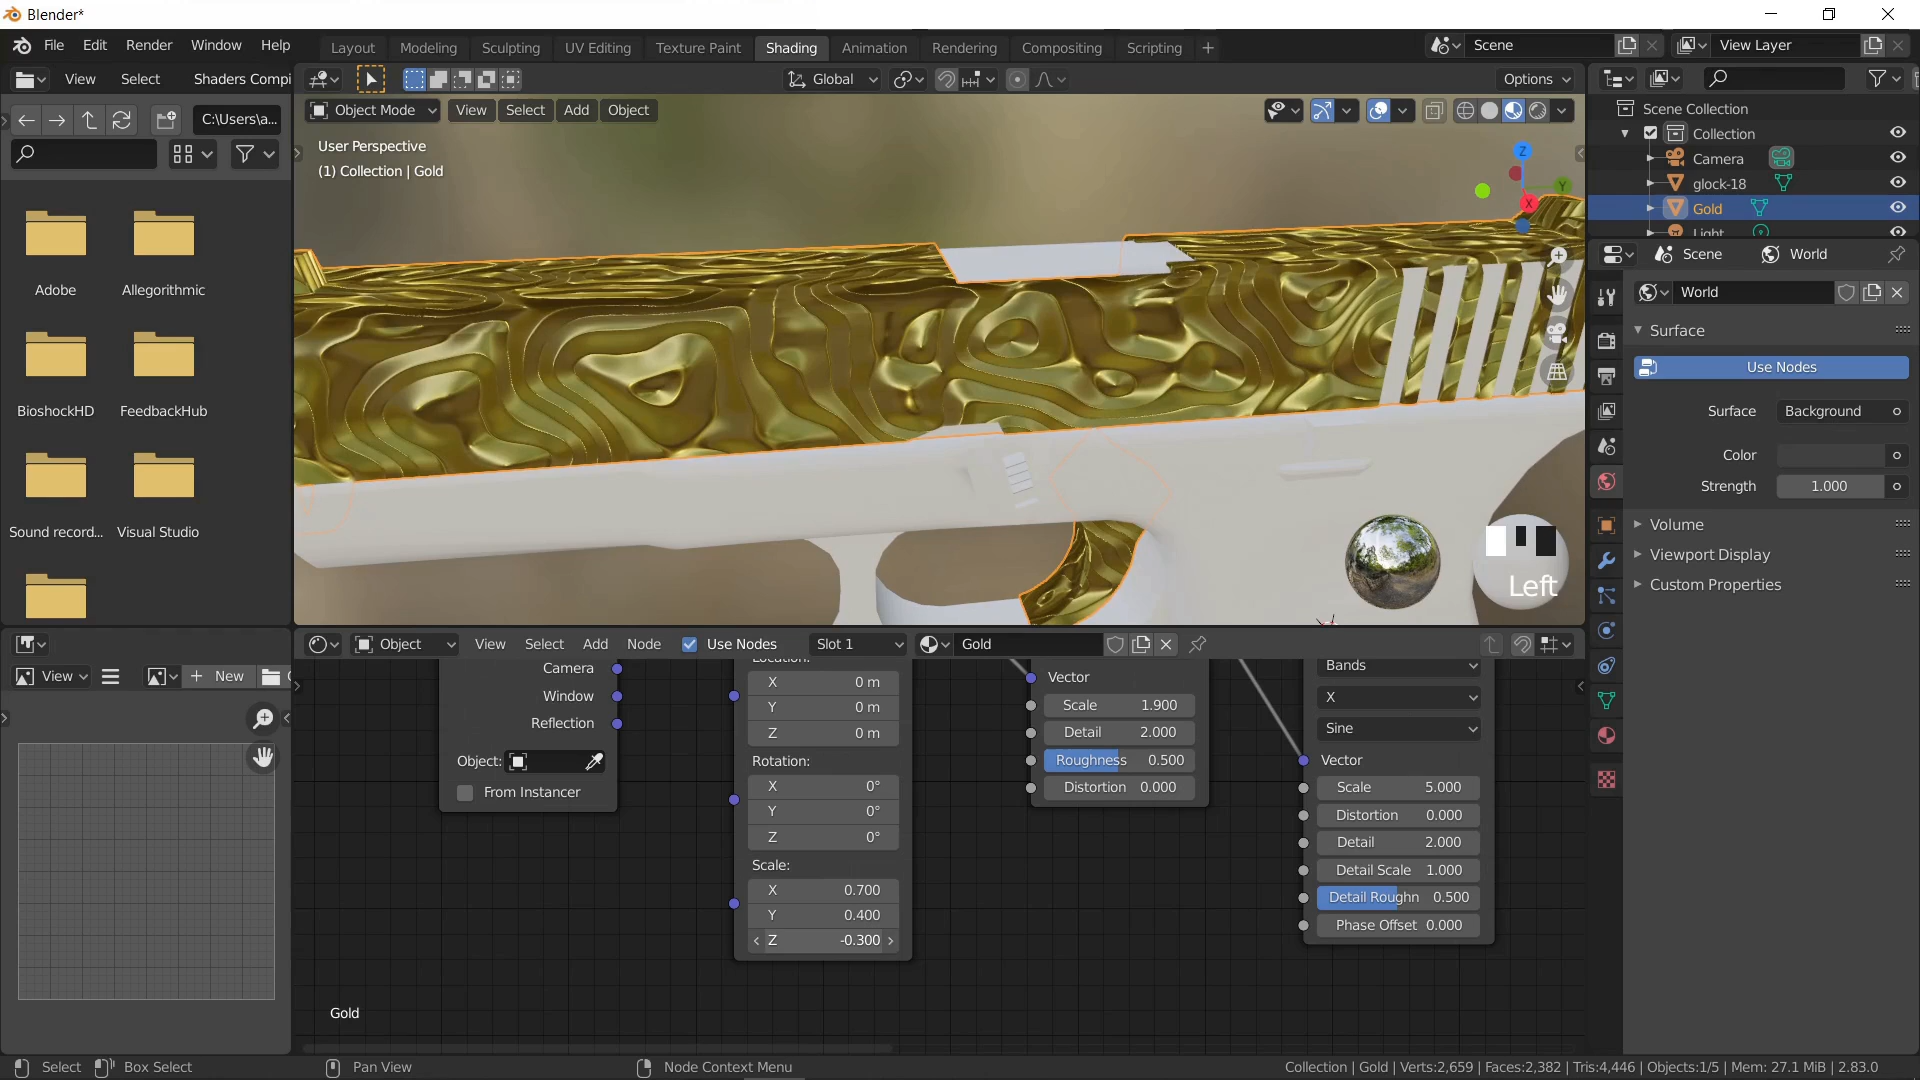 Blender*
File Edit Render Window Help
Layout Modeling Sculpting UV Editing Texture Paint Shading Animation Rendering Compositing Scripting +
Scene
View Layer
View Select Shaders Compi
Global
Options
C:\Users\a...
Object Mode View Select Add Object
User Perspective
(1) Collection | Gold
Z
Y
X
Adobe
Allegorithmic
BioshockHD
FeedbackHub
Sound record...
Visual Studio
Left
Scene Collection
Collection
Camera
glock-18
Gold
Light
Scene
World
World
Surface
Use Nodes
Surface Background
Color
Strength 1.000
Volume
Viewport Display
Custom Properties
View
+ New
Object View Select Add Node Use Nodes Slot 1 Gold
Camera
Window
Reflection
Object:
From Instancer
Location:
X 0 m
Y 0 m
Z 0 m
Rotation:
X 0°
Y 0°
Z 0°
Scale:
X 0.700
Y 0.400
Z -0.300
Vector
Scale 1.900
Detail 2.000
Roughness 0.500
Distortion 0.000
Bands
X
Sine
Vector
Scale 5.000
Distortion 0.000
Detail 2.000
Detail Scale 1.000
Detail Roughn 0.500
Phase Offset 0.000
Gold
Select Box Select Pan View Node Context Menu
Collection | Gold | Verts:2,659 | Faces:2,382 | Tris:4,446 | Objects:1/5 | Mem: 27.1 MiB | 2.83.0